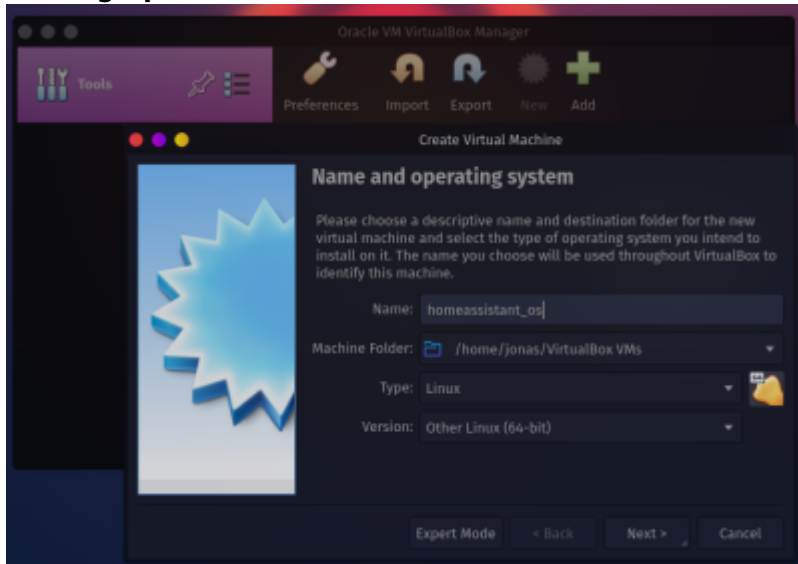 Oracle VM VirtualBox Manager
Tools
Preferences Import Export New Add
Create Virtual Machine
Name and operating system
Please choose a descriptive name and destination folder for the new
virtual machine and select the type of operating system you intend to
install on it. The name you choose will be used throughout VirtualBox to
identify this machine.
Name: homeassistant_os
Machine Folder: /home/jonas/VirtualBox VMs
Type: Linux
Version: Other Linux (64-bit)
Expert Mode < Back Next > Cancel